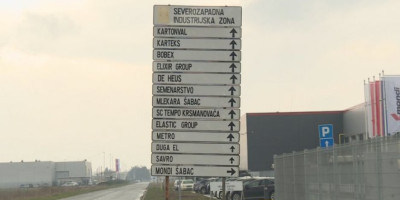 SEVEROZAPADNA
INDUSTRIJSKA ZONA
KARTONVAL
KARTEKS
BOBEX
ELIXIR GROUP
DE HEUS
SEMENARSTVO
MLEKARA ŠABAC
SC TEMPO KRSMANOVAČA
ELASTIC GROUP
METRO
DUGA EL
SAVRO
MONDI ŠABAC
P